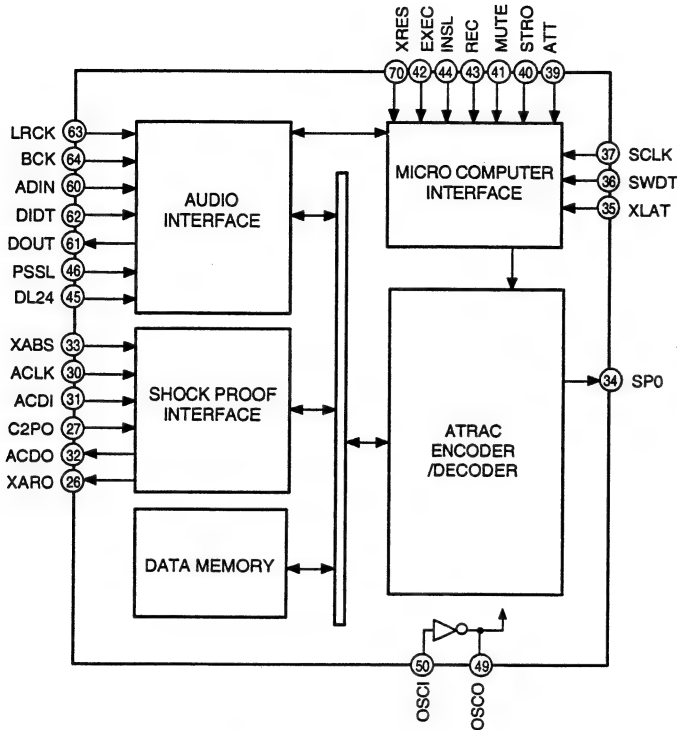 XRES
EXEC
INSL
REC
MUTE
STRO
ATT
70
42
44
43
41
40
39
LRCK 63
BCK 64
ADIN 60
DIDT 62
DOUT 61
PSSL 46
DL24 45
AUDIO
INTERFACE
MICRO COMPUTER
INTERFACE
37 SCLK
36 SWDT
35 XLAT
XABS 33
ACLK 30
ACDI 31
C2PO 27
ACDO 32
XARO 26
SHOCK PROOF
INTERFACE
ATRAC
ENCODER
/DECODER
34 SP0
DATA MEMORY
50
49
OSCI
OSCO